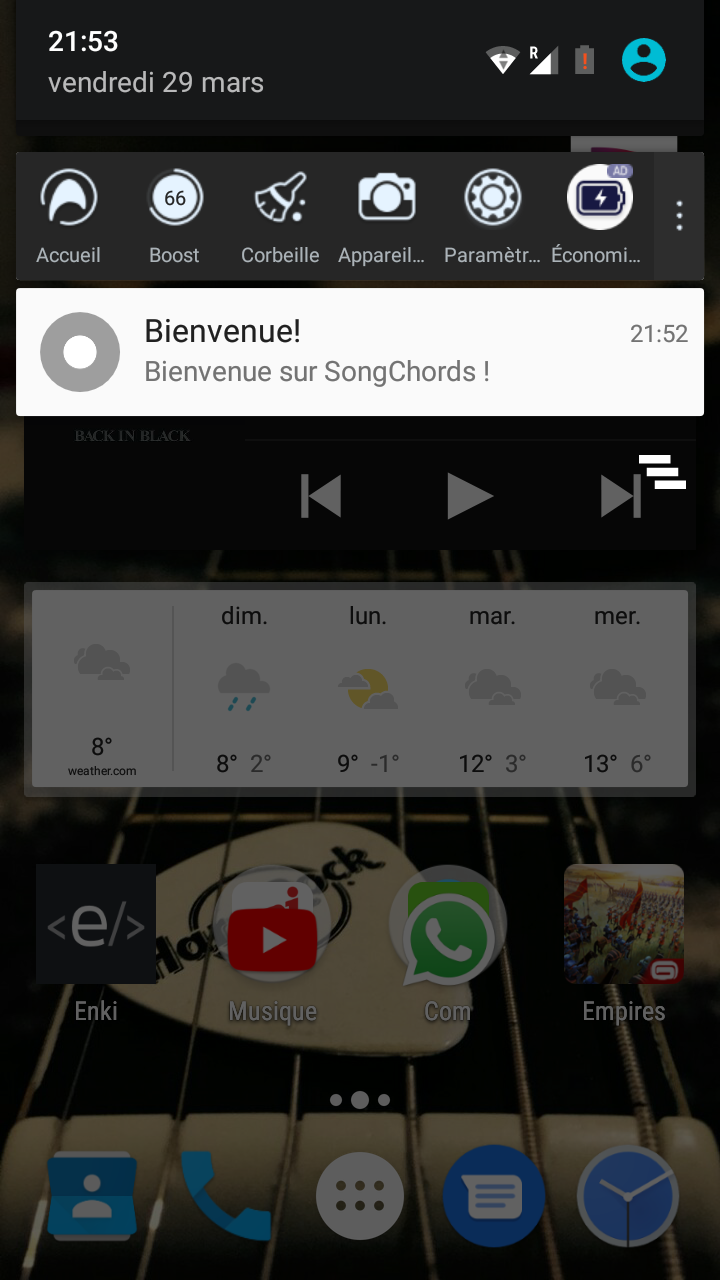 21:53
vendredi 29 mars
R
66
AD
Accueil
Boost
Corbeille
Appareil...
Paramètr...
Économi...
Bienvenue!
21:52
Bienvenue sur SongChords !
BACK IN BLACK
dim.
lun.
mar.
mer.
8°
8° 2°
9° -1°
12° 3°
13° 6°
weather.com
<e/>
Enki
Musique
Com
Empires